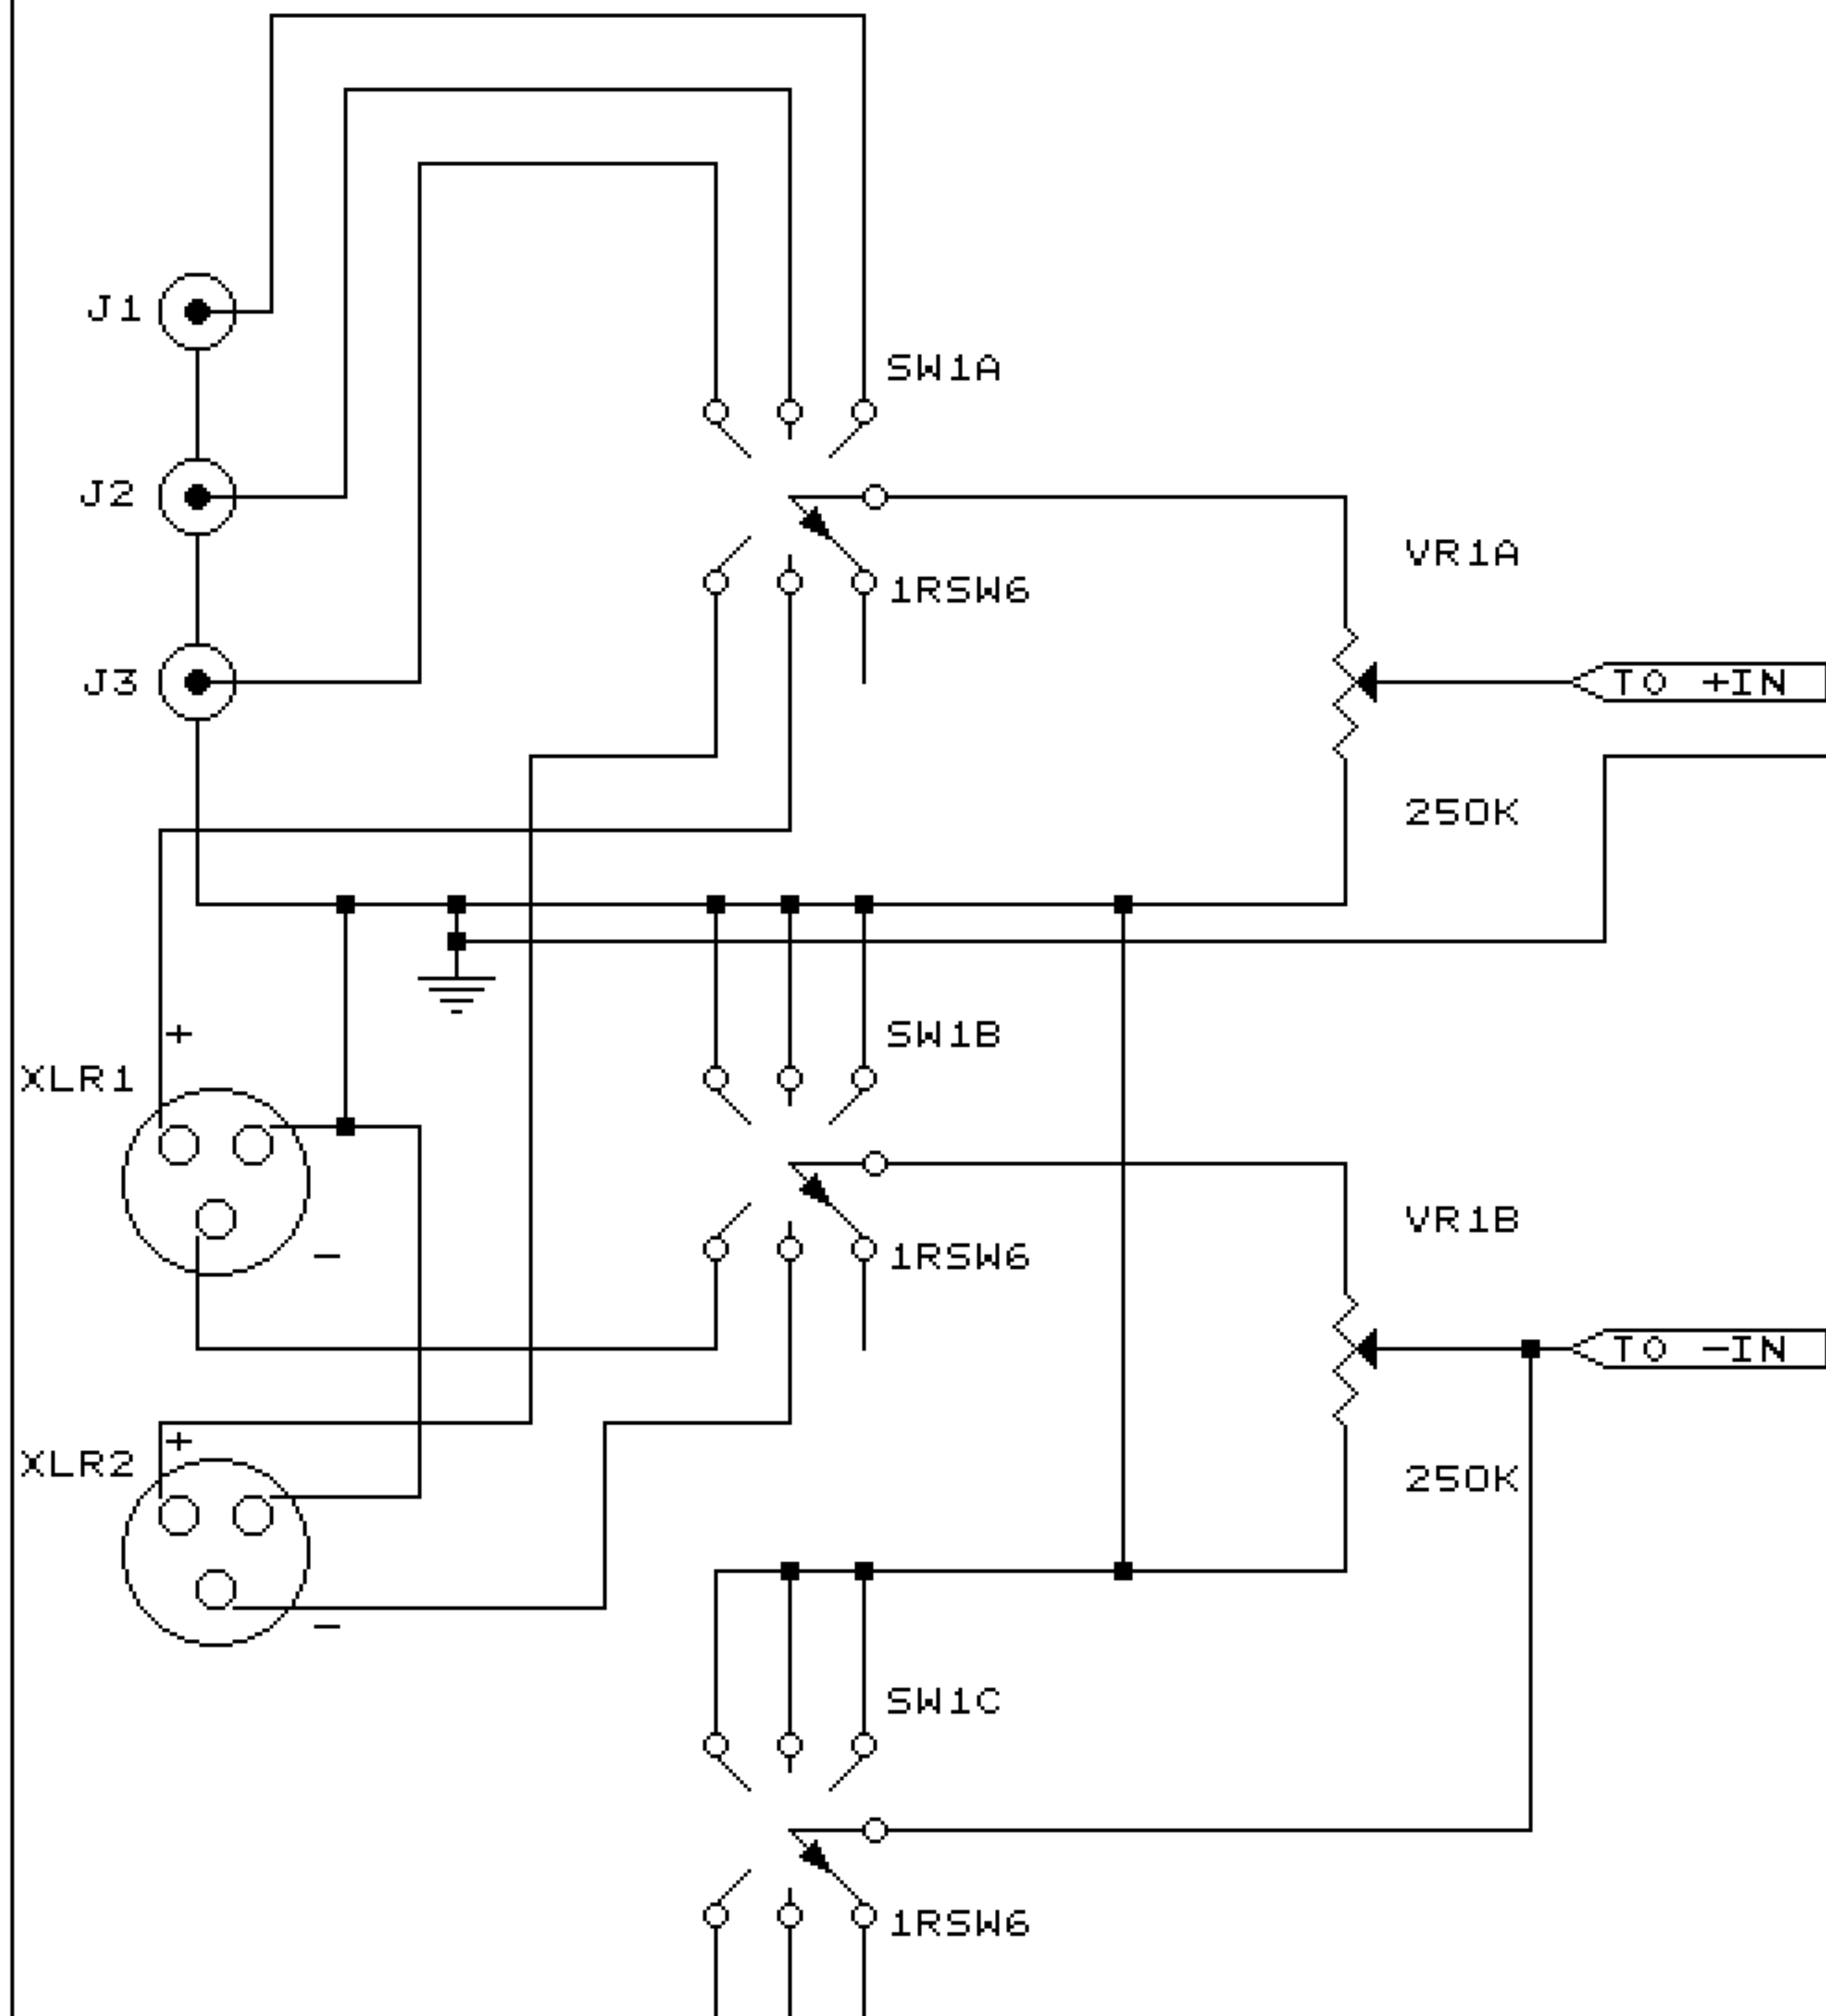 J1
SW1A
J2
VR1A
1RSW6
J3
TO +IN
250K
+
SW1B
XLR1
VR1B
1RSW6
-
TO -IN
+
XLR2
250K
-
SW1C
1RSW6